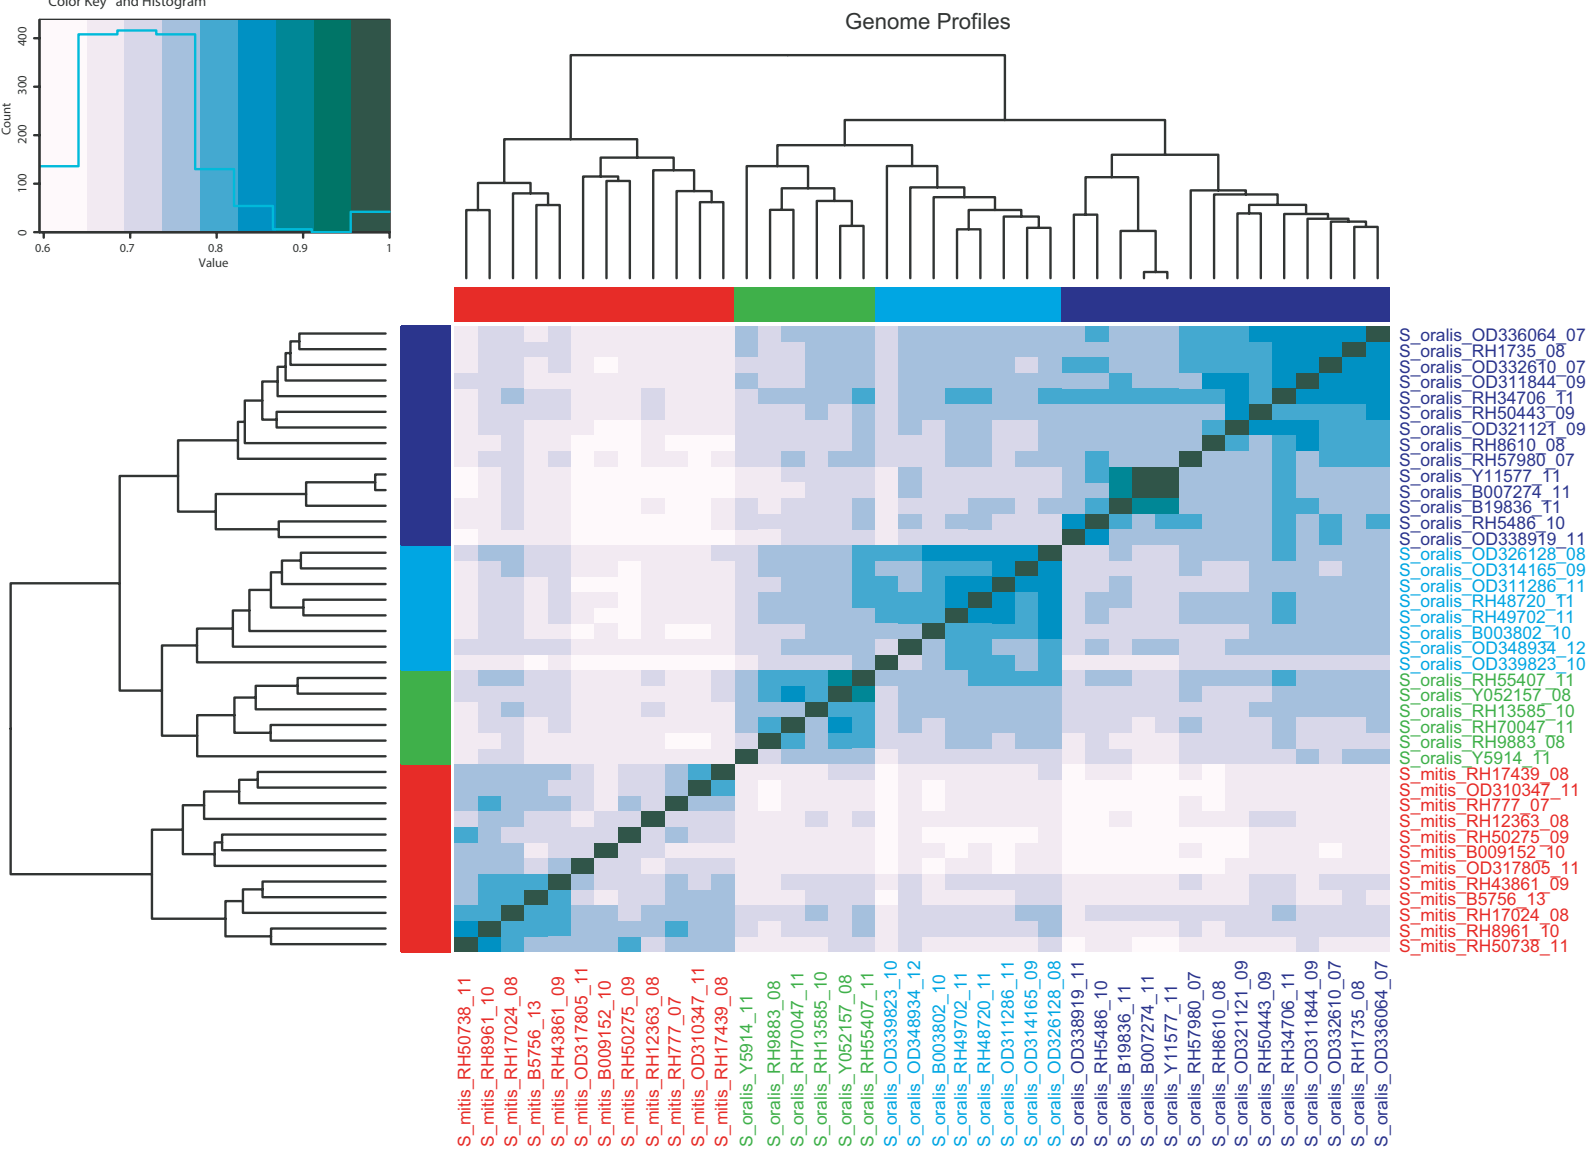 Color Key and Histogram
Genome Profiles
400
300
200
100
0
Count
0.6 0.7 0.8 0.9 1
Value
S_oralis_OD336064_07
S_oralis_RH1735_08
S_oralis_OD332610_07
S_oralis_OD311844_09
S_oralis_RH34706_11
S_oralis_RH50443_09
S_oralis_OD321121_09
S_oralis_RH8610_08
S_oralis_RH57980_07
S_oralis_Y11577_11
S_oralis_B007274_11
S_oralis_B19836_11
S_oralis_RH5486_10
S_oralis_OD338919_11
S_oralis_OD326128_08
S_oralis_OD314165_09
S_oralis_OD311286_11
S_oralis_RH48720_11
S_oralis_RH49702_11
S_oralis_B003802_10
S_oralis_OD348934_12
S_oralis_OD339823_10
S_oralis_RH55407_11
S_oralis_Y052157_08
S_oralis_RH13585_10
S_oralis_RH70047_11
S_oralis_RH9883_08
S_oralis_Y5914_11
S_mitis_RH17439_08
S_mitis_OD310347_11
S_mitis_RH777_07
S_mitis_RH12363_08
S_mitis_RH50275_09
S_mitis_B009152_10
S_mitis_OD317805_11
S_mitis_RH43861_09
S_mitis_B5756_13
S_mitis_RH17024_08
S_mitis_RH8961_10
S_mitis_RH50738_11
S_mitis_RH50738_11
S_mitis_RH8961_10
S_mitis_RH17024_08
S_mitis_B5756_13
S_mitis_RH43861_09
S_mitis_OD317805_11
S_mitis_B009152_10
S_mitis_RH50275_09
S_mitis_RH12363_08
S_mitis_RH777_07
S_mitis_OD310347_11
S_mitis_RH17439_08
S_oralis_Y5914_11
S_oralis_RH9883_08
S_oralis_RH70047_11
S_oralis_RH13585_10
S_oralis_Y052157_08
S_oralis_RH55407_11
S_oralis_OD339823_10
S_oralis_OD348934_12
S_oralis_B003802_10
S_oralis_RH49702_11
S_oralis_RH48720_11
S_oralis_OD311286_11
S_oralis_OD314165_09
S_oralis_OD326128_08
S_oralis_OD338919_11
S_oralis_RH5486_10
S_oralis_B19836_11
S_oralis_B007274_11
S_oralis_Y11577_11
S_oralis_RH57980_07
S_oralis_RH8610_08
S_oralis_OD321121_09
S_oralis_RH50443_09
S_oralis_RH34706_11
S_oralis_OD311844_09
S_oralis_OD332610_07
S_oralis_RH1735_08
S_oralis_OD336064_07